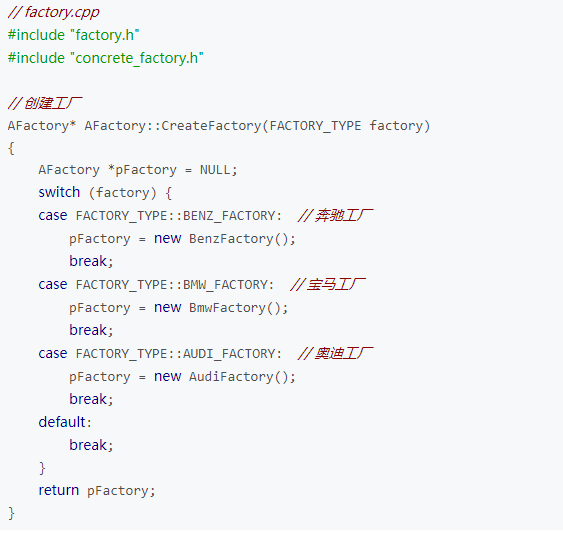 // factory.cpp
#include "factory.h"
#include "concrete_factory.h"

// 创建工厂
AFactory* AFactory::CreateFactory(FACTORY_TYPE factory)
{
    AFactory *pFactory = NULL;
    switch (factory) {
    case FACTORY_TYPE::BENZ_FACTORY:  // 奔驰工厂
        pFactory = new BenzFactory();
        break;
    case FACTORY_TYPE::BMW_FACTORY:  // 宝马工厂
        pFactory = new BmwFactory();
        break;
    case FACTORY_TYPE::AUDI_FACTORY:  // 奥迪工厂
        pFactory = new AudiFactory();
        break;
    default:
        break;
    }
    return pFactory;
}